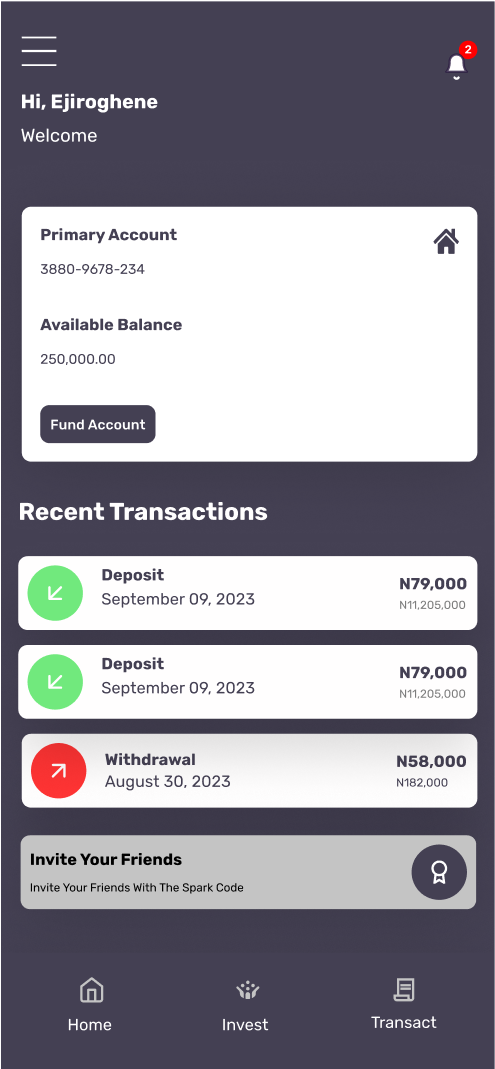 2
Hi, Ejiroghene
Welcome
Primary Account
3880-9678-234
Available Balance
250,000.00
Fund Account
Recent Transactions
Deposit
September 09, 2023
N79,000
N11,205,000
Deposit
September 09, 2023
N79,000
N11,205,000
Withdrawal
August 30, 2023
N58,000
N182,000
Invite Your Friends
Invite Your Friends With The Spark Code
Home
Invest
Transact